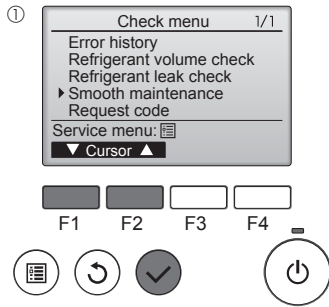 ①
Check menu 1/1
Error history
Refrigerant volume check
Refrigerant leak check
Smooth maintenance
Request code
Service menu:
▼ Cursor ▲
F1 F2 F3 F4